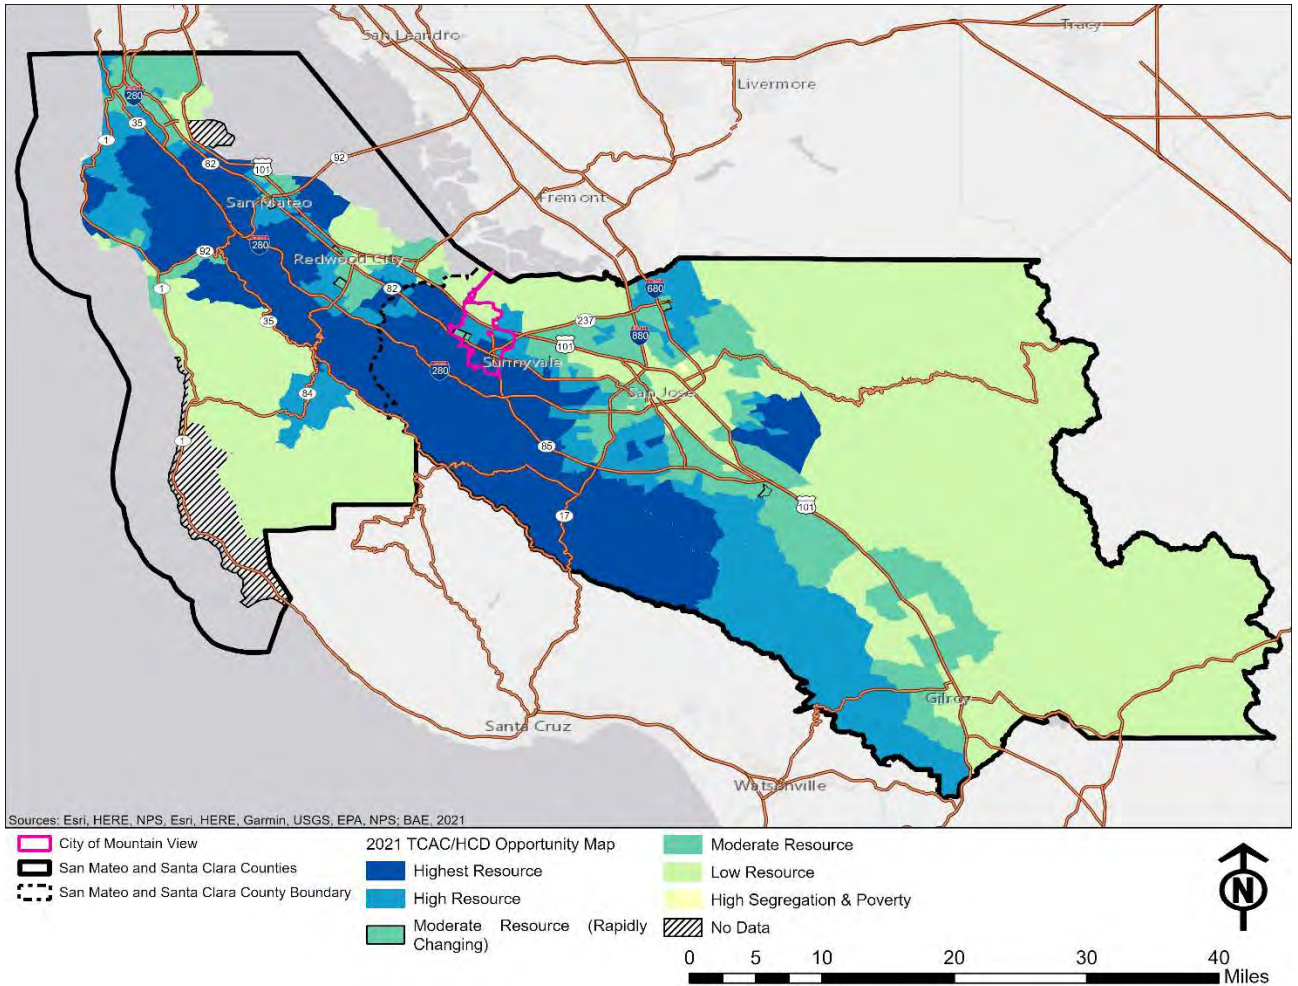 San Leandro
Tracy
Livermore
280
35
1
82
101
92
San Mateo
Fremont
280
92
Redwood City
82
1
35
680
237
880
101
Sunnyvale
280
San Jose
84
1
85
101
17
Gilroy
Santa Cruz
Watsonville
Sources: Esri, HERE, NPS, Esri, HERE, Garmin, USGS, EPA, NPS; BAE, 2021
City of Mountain View
San Mateo and Santa Clara Counties
San Mateo and Santa Clara County Boundary
2021 TCAC/HCD Opportunity Map
Highest Resource
High Resource
Moderate Resource (Rapidly
Changing)
Moderate Resource
Low Resource
High Segregation & Poverty
No Data
N
0 5 10 20 30 40
Miles